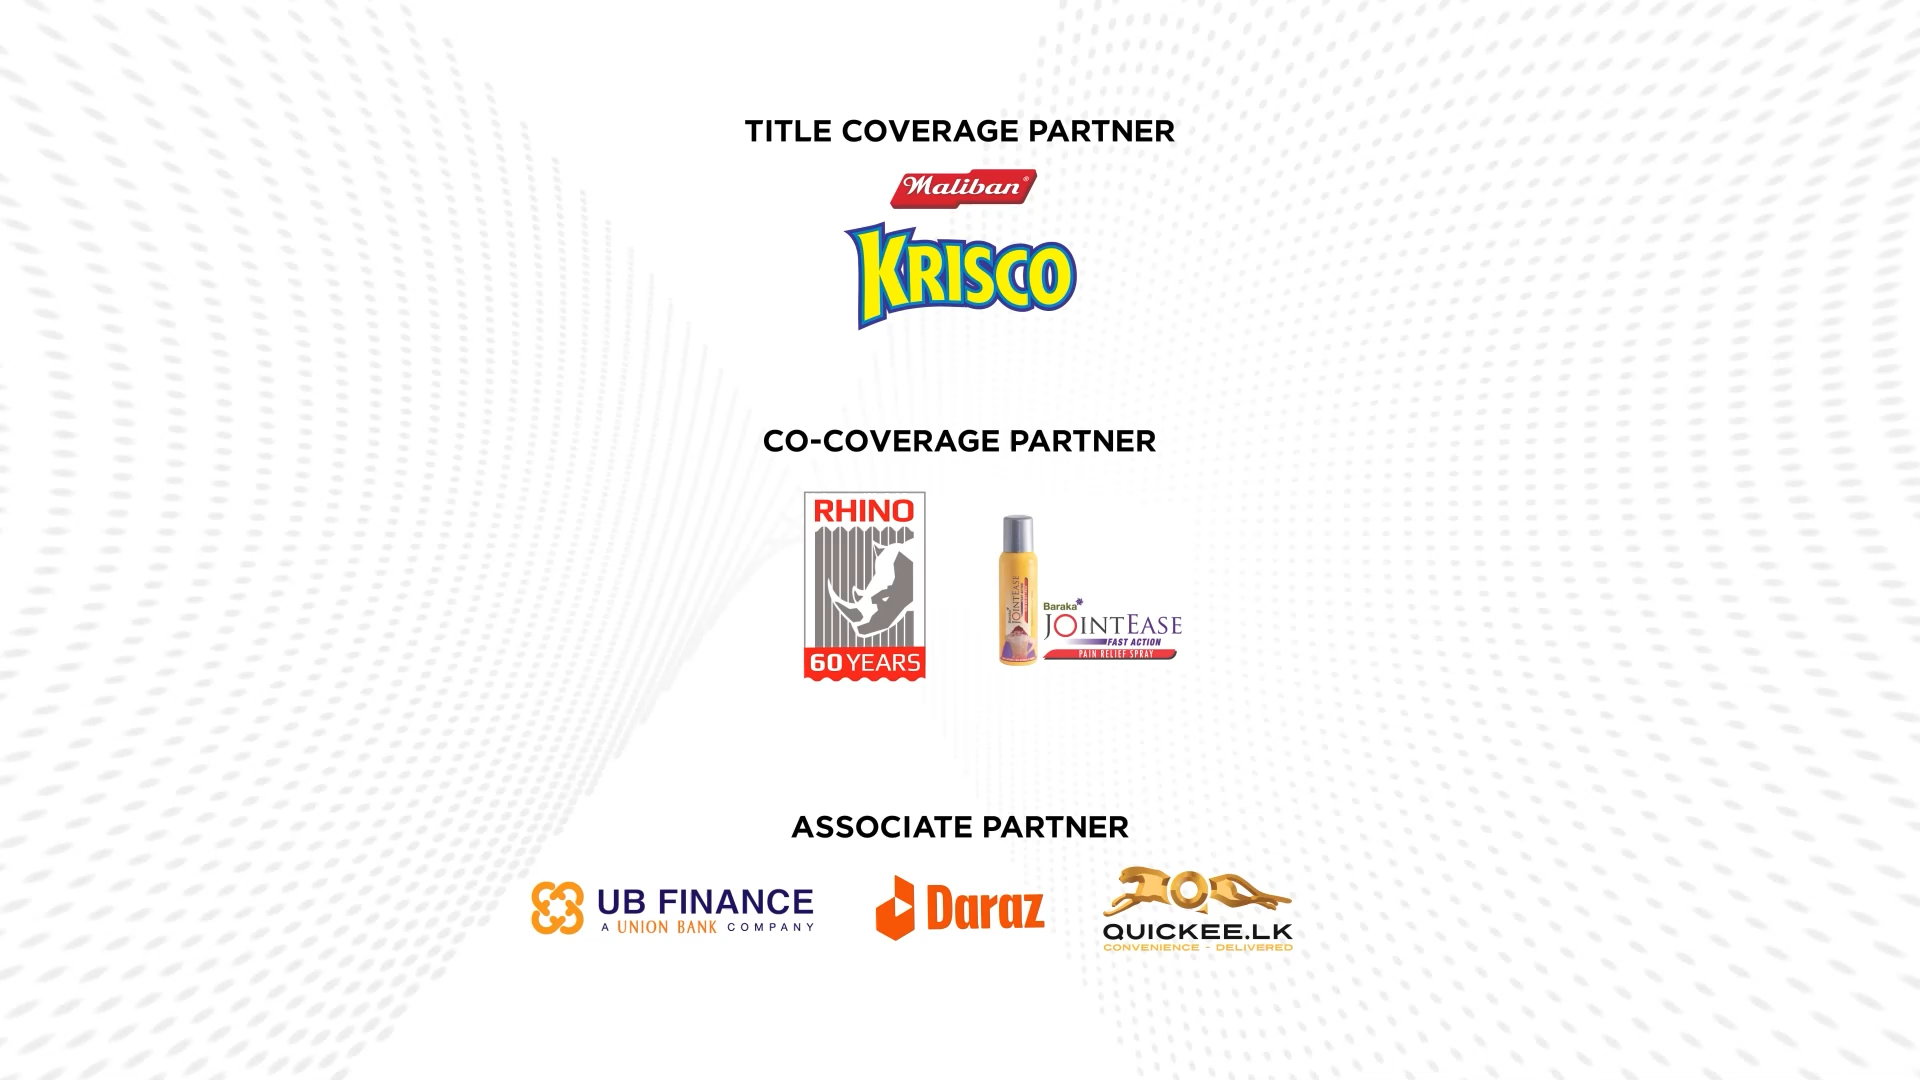 TITLE COVERAGE PARTNER
Maliban®
KRISCO
CO-COVERAGE PARTNER
RHINO
60 YEARS
JOINTEASE
Baraka
JOINTEASE
FAST ACTION
PAIN RELIEF SPRAY
ASSOCIATE PARTNER
UB FINANCE
A UNION BANK COMPANY
Daraz
QUICKEE.LK
CONVENIENCE - DELIVERED